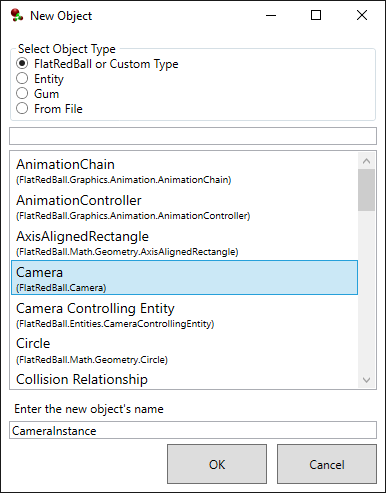 New Object
Select Object Type
FlatRedBall or Custom Type
Entity
Gum
From File
AnimationChain
(FlatRedBall.Graphics.Animation.AnimationChain)
AnimationController
(FlatRedBall.Graphics.Animation.AnimationController)
AxisAlignedRectangle
(FlatRedBall.Math.Geometry.AxisAlignedRectangle)
Camera
(FlatRedBall.Camera)
Camera Controlling Entity
(FlatRedBall.Entities.CameraControllingEntity)
Circle
(FlatRedBall.Math.Geometry.Circle)
Collision Relationship
Enter the new object's name
CameraInstance
OK Cancel